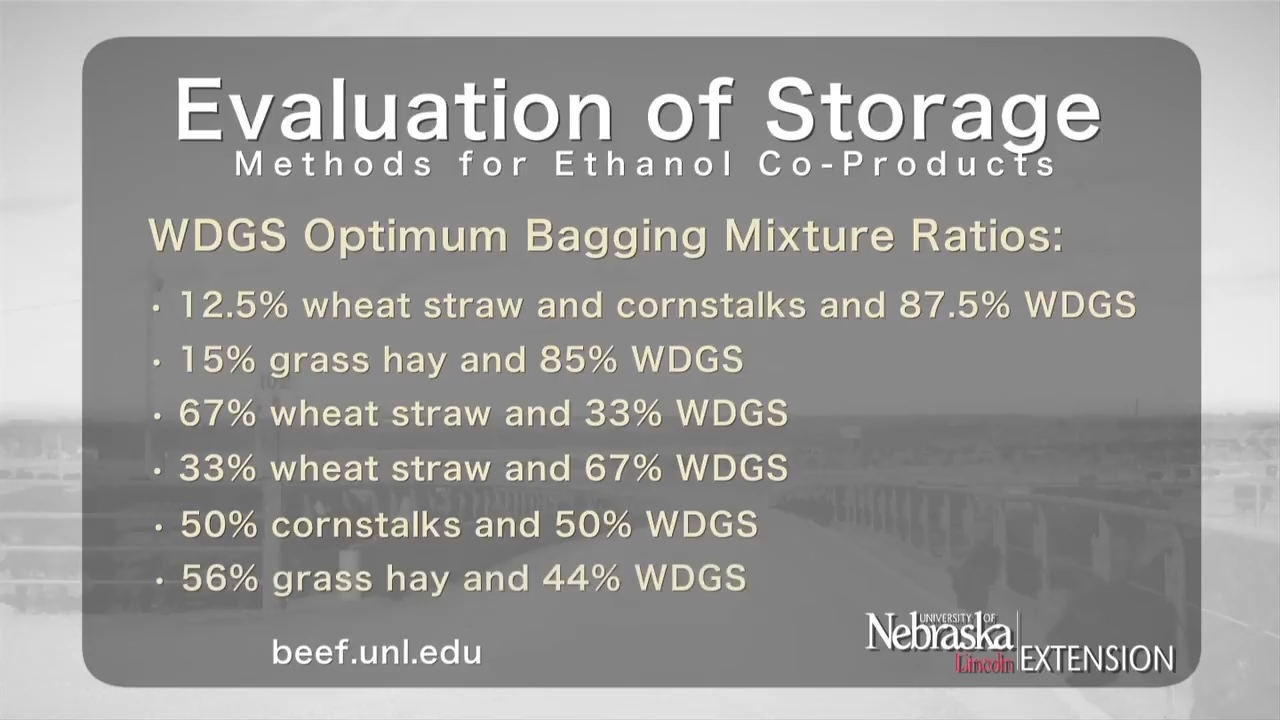 Evaluation of Storage
Methods for Ethanol Co-Products
WDGS Optimum Bagging Mixture Ratios:
· 12.5% wheat straw and cornstalks and 87.5% WDGS
· 15% grass hay and 85% WDGS
· 67% wheat straw and 33% WDGS
· 33% wheat straw and 67% WDGS
· 50% cornstalks and 50% WDGS
· 56% grass hay and 44% WDGS
beef.unl.edu
UNIVERSITY OF
Nebraska
Lincoln EXTENSION